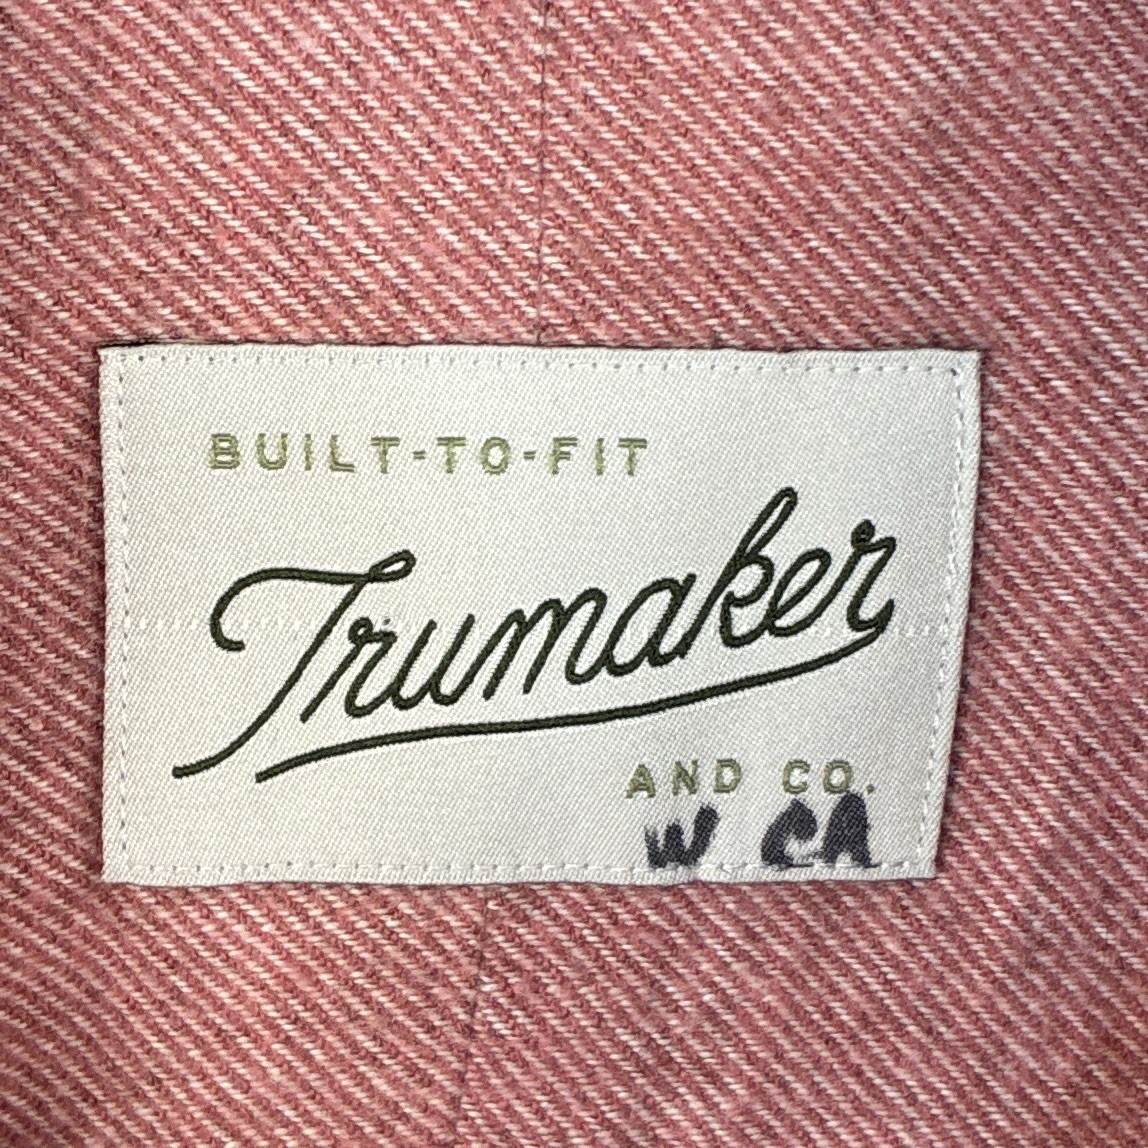 BUILT-TO-FIT
Trumaker
AND CO.
W CA